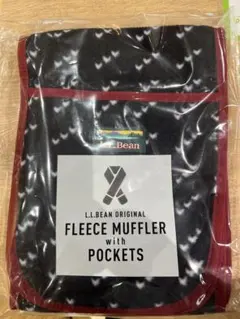 L.L.Bean
L.L.BEAN ORIGINAL
FLEECE MUFFLER
with
POCKETS